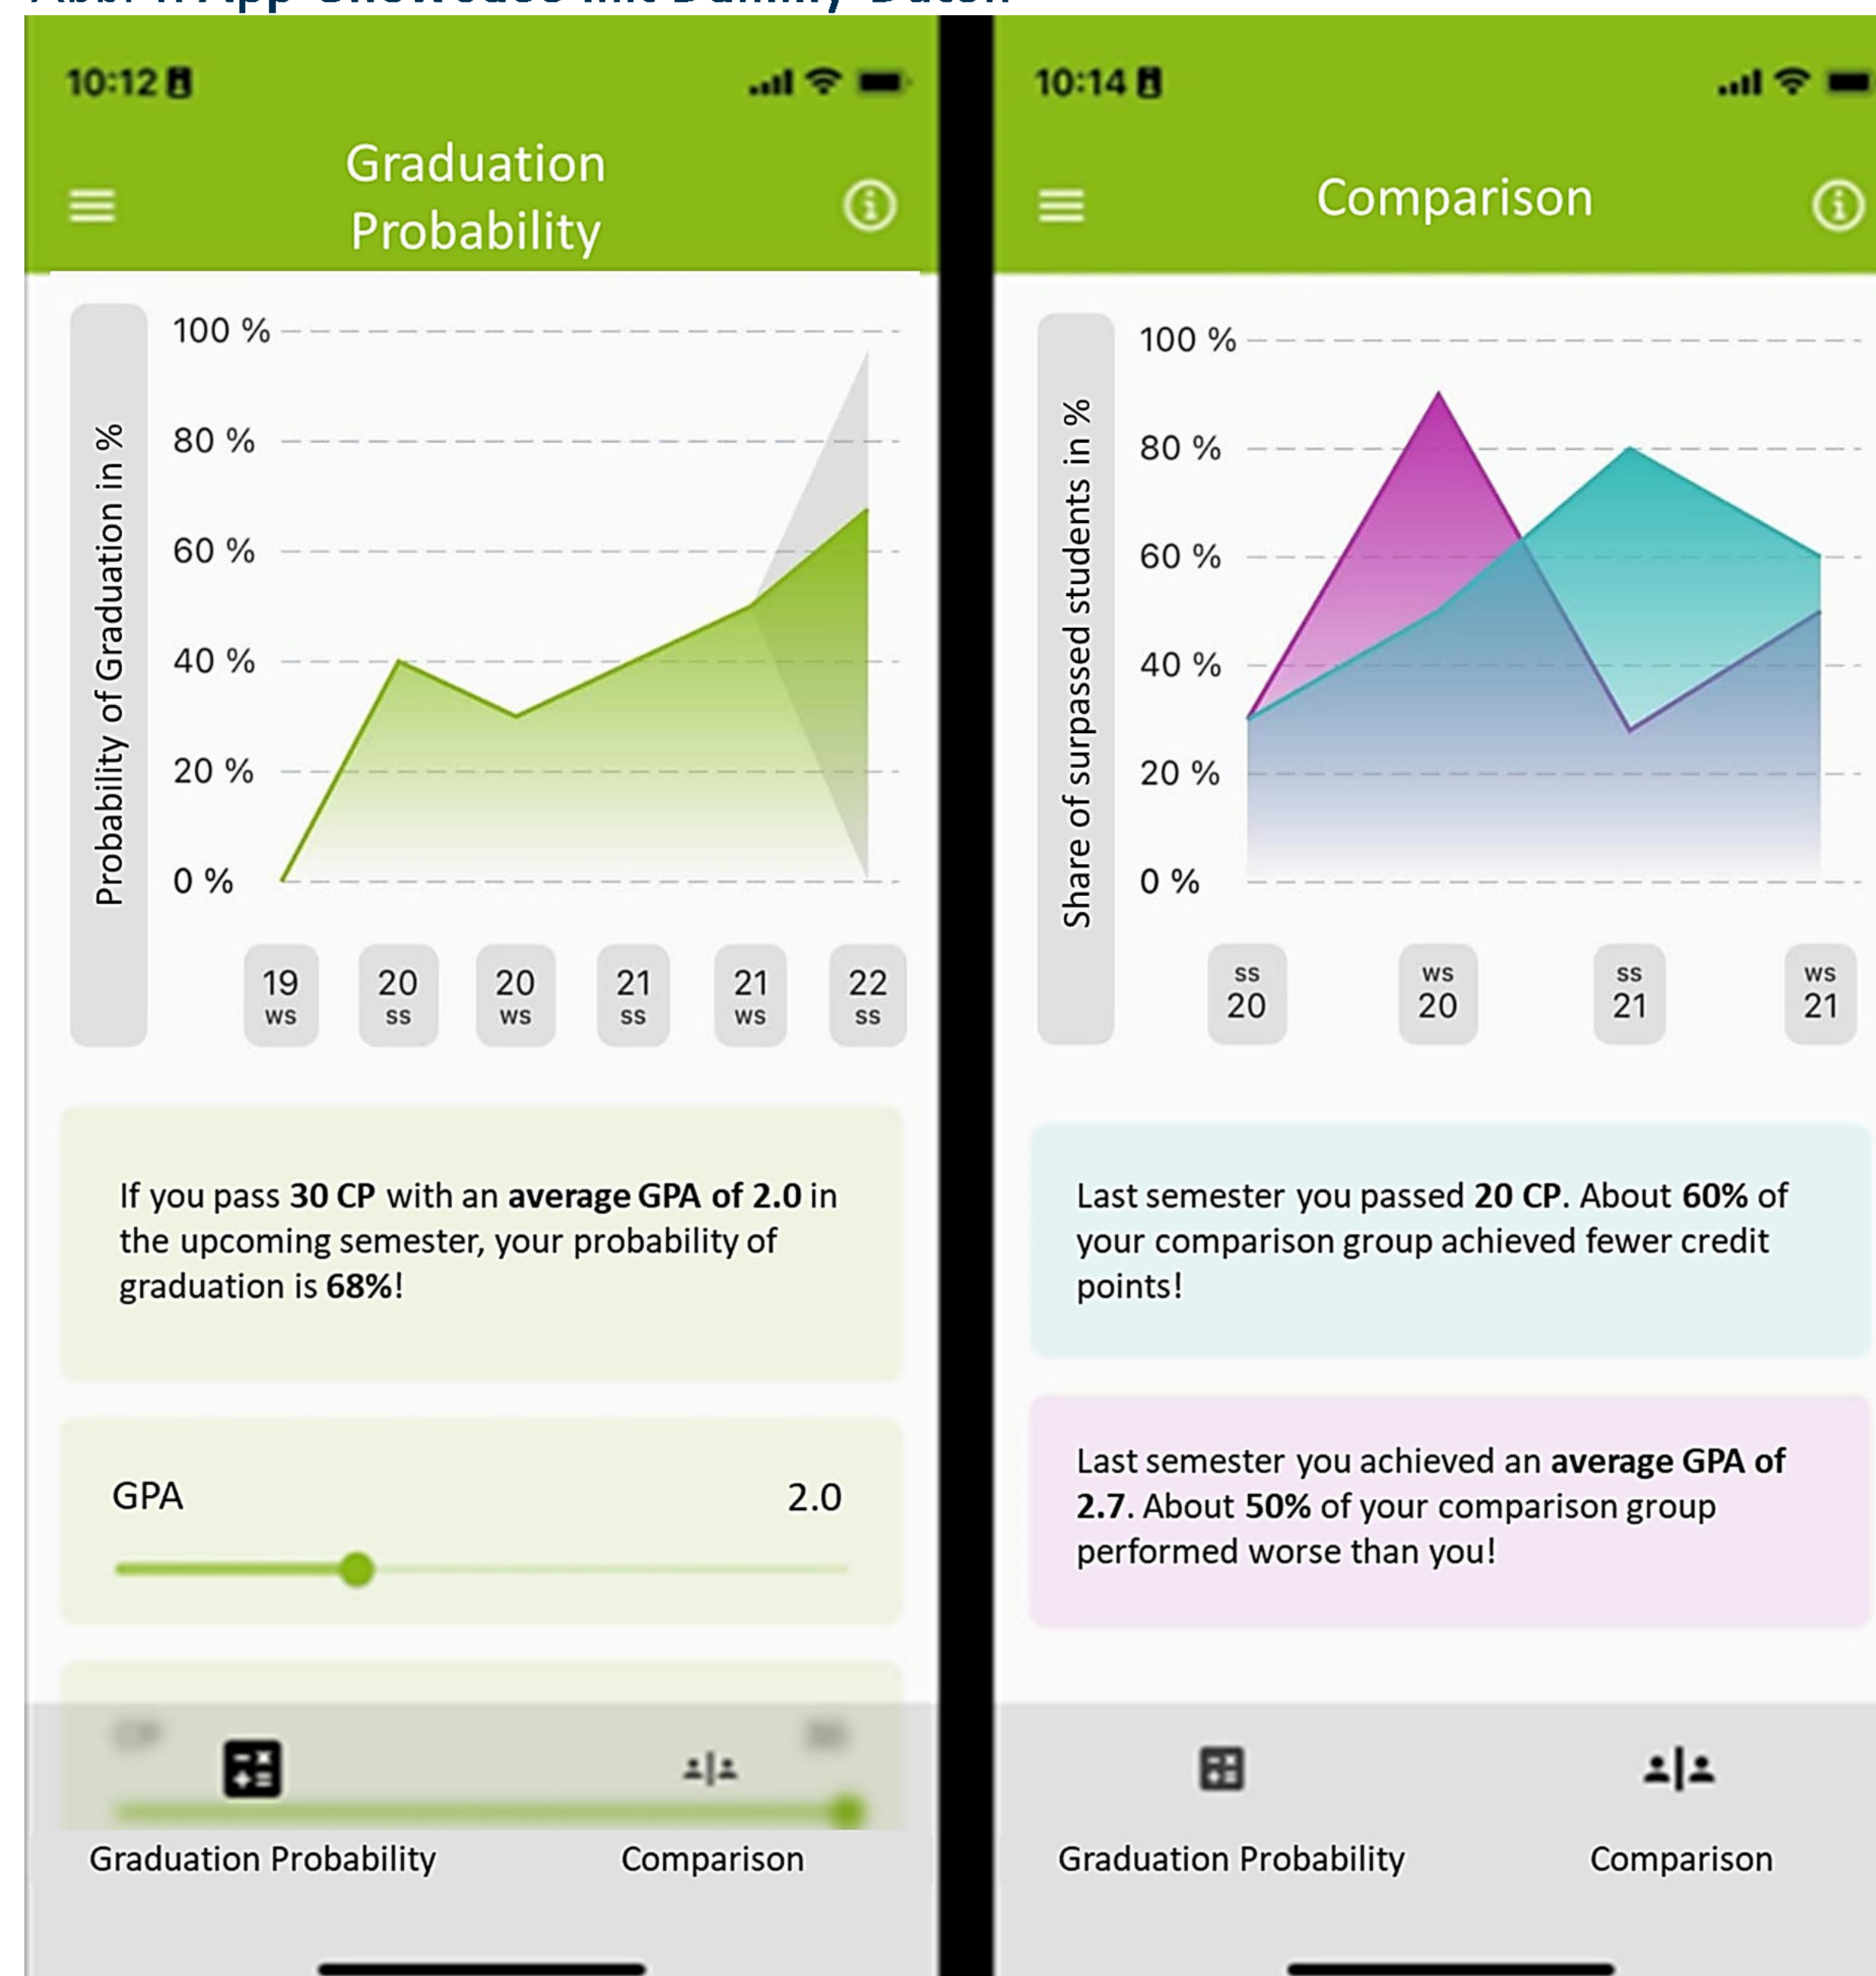 10:12
Graduation
Probability
Probability of Graduation in %
100 %
80 %
60 %
40 %
20 %
0 %
19 ws
20 ss
20 ws
21 ss
21 ws
22 ss
If you pass 30 CP with an average GPA of 2.0 in
the upcoming semester, your probability of
graduation is 68%!
GPA 2.0
CP
Graduation Probability
Comparison
10:14
Comparison
Share of surpassed students in %
100 %
80 %
60 %
40 %
20 %
0 %
ss 20
ws 20
ss 21
ws 21
Last semester you passed 20 CP. About 60% of
your comparison group achieved fewer credit
points!
Last semester you achieved an average GPA of
2.7. About 50% of your comparison group
performed worse than you!
Graduation Probability
Comparison